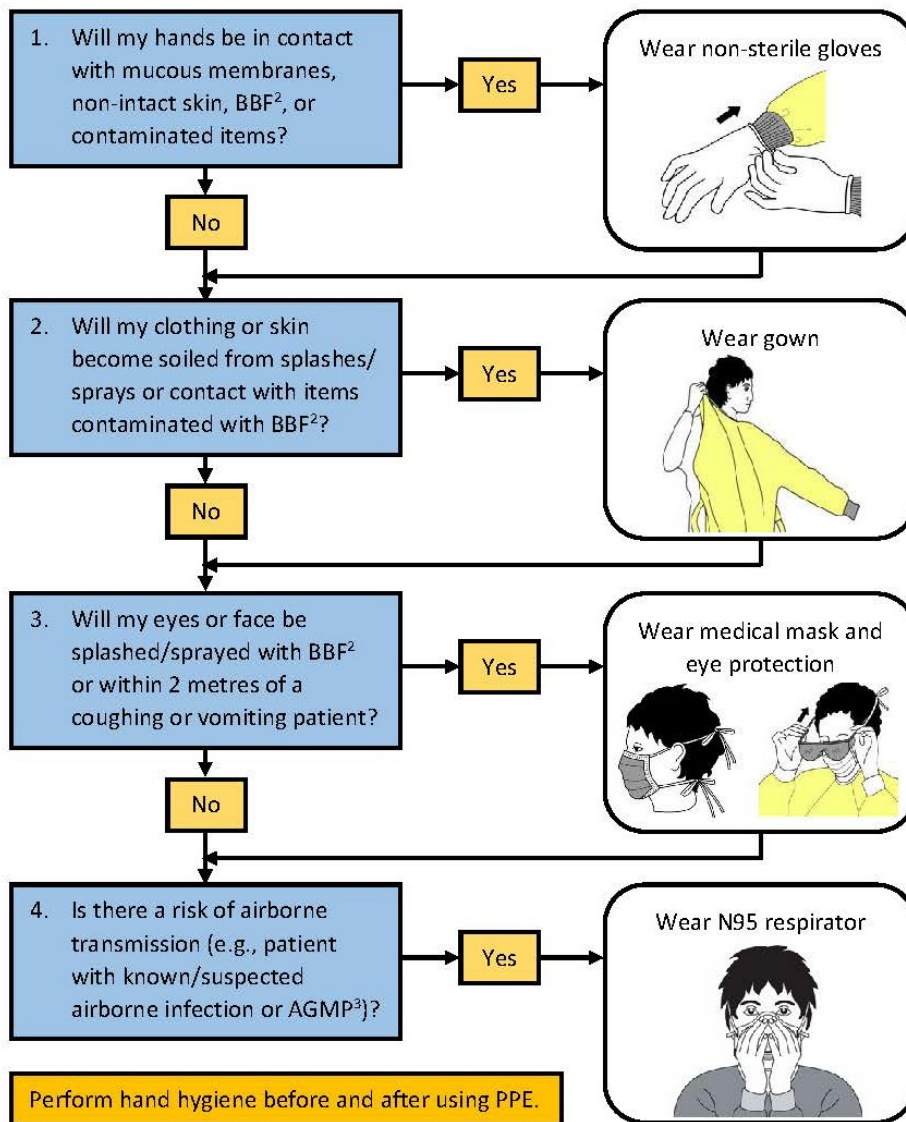 1. Will my hands be in contact
with mucous membranes,
non-intact skin, BBF², or
contaminated items?
Yes
Wear non-sterile gloves
No
2. Will my clothing or skin
become soiled from splashes/
sprays or contact with items
contaminated with BBF²?
Yes
Wear gown
No
3. Will my eyes or face be
splashed/sprayed with BBF²
or within 2 metres of a
coughing or vomiting patient?
Yes
Wear medical mask and
eye protection
No
4. Is there a risk of airborne
transmission (e.g., patient
with known/suspected
airborne infection or AGMP³)?
Yes
Wear N95 respirator
Perform hand hygiene before and after using PPE.